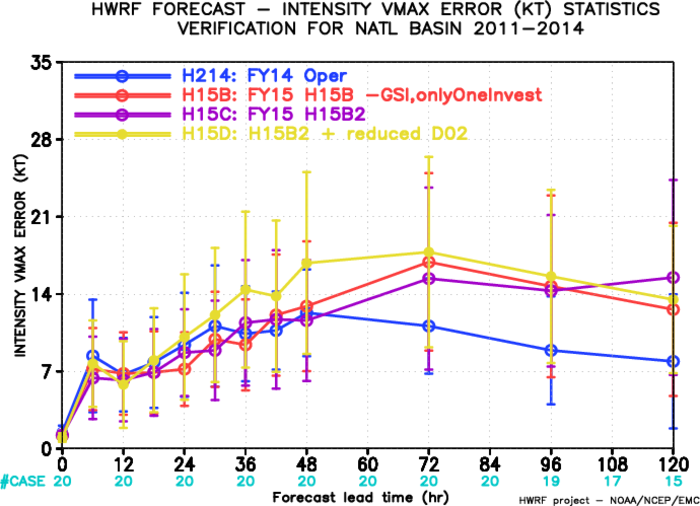 HWRF FORECAST – INTENSITY VMAX ERROR (KT) STATISTICS
VERIFICATION FOR NATL BASIN 2011–2014
INTENSITY VMAX ERROR (KT)
35
28
21
14
7
0
H214: FY14 Oper
H15B: FY15 H15B –GSI,onlyOneInvest
H15C: FY15 H15B2
H15D: H15B2 + reduced D02
0 12 24 36 48 60 72 84 96 108 120
#CASE 20 20 20 20 20 20 20 20 19 17 15
Forecast lead time (hr)
HWRF project – NOAA/NCEP/EMC